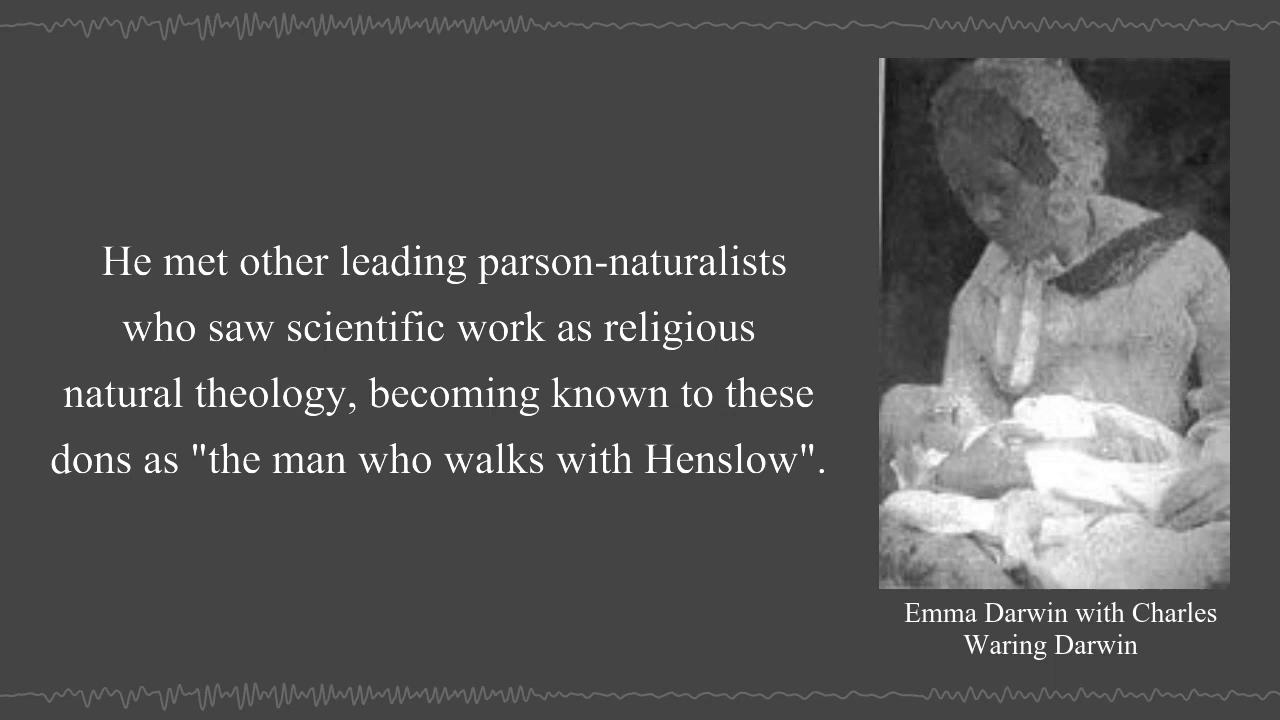 He met other leading parson-naturalists
who saw scientific work as religious
natural theology, becoming known to these
dons as "the man who walks with Henslow".
Emma Darwin with Charles
Waring Darwin